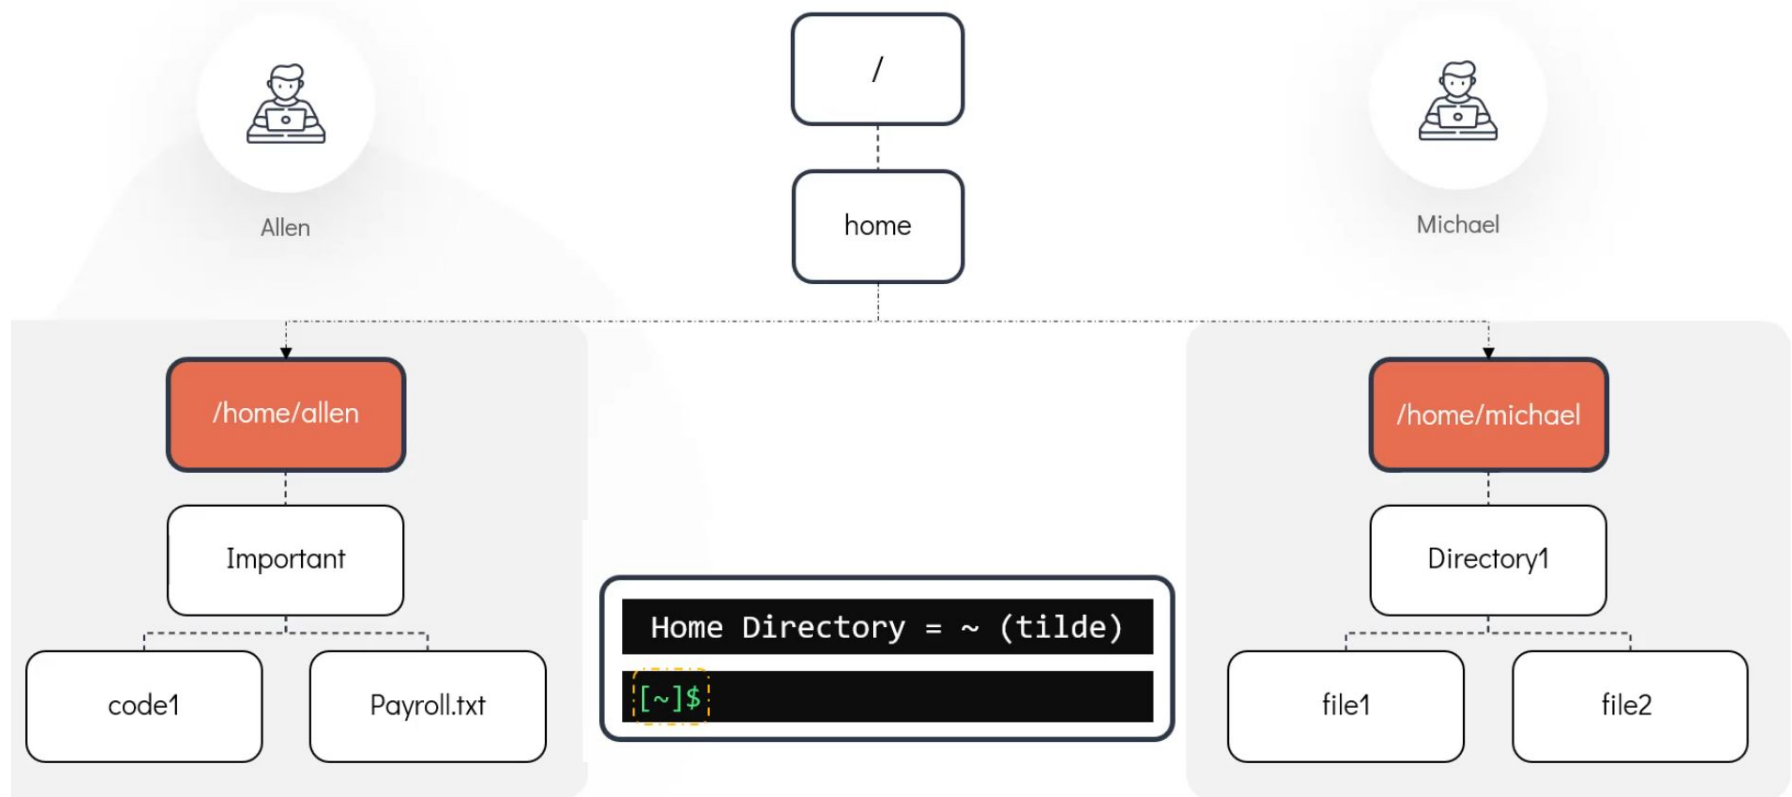 /
home
Allen
Michael
/home/allen
/home/michael
Important
Directory1
Home Directory = ~ (tilde)
[~]$
code1
Payroll.txt
file1
file2